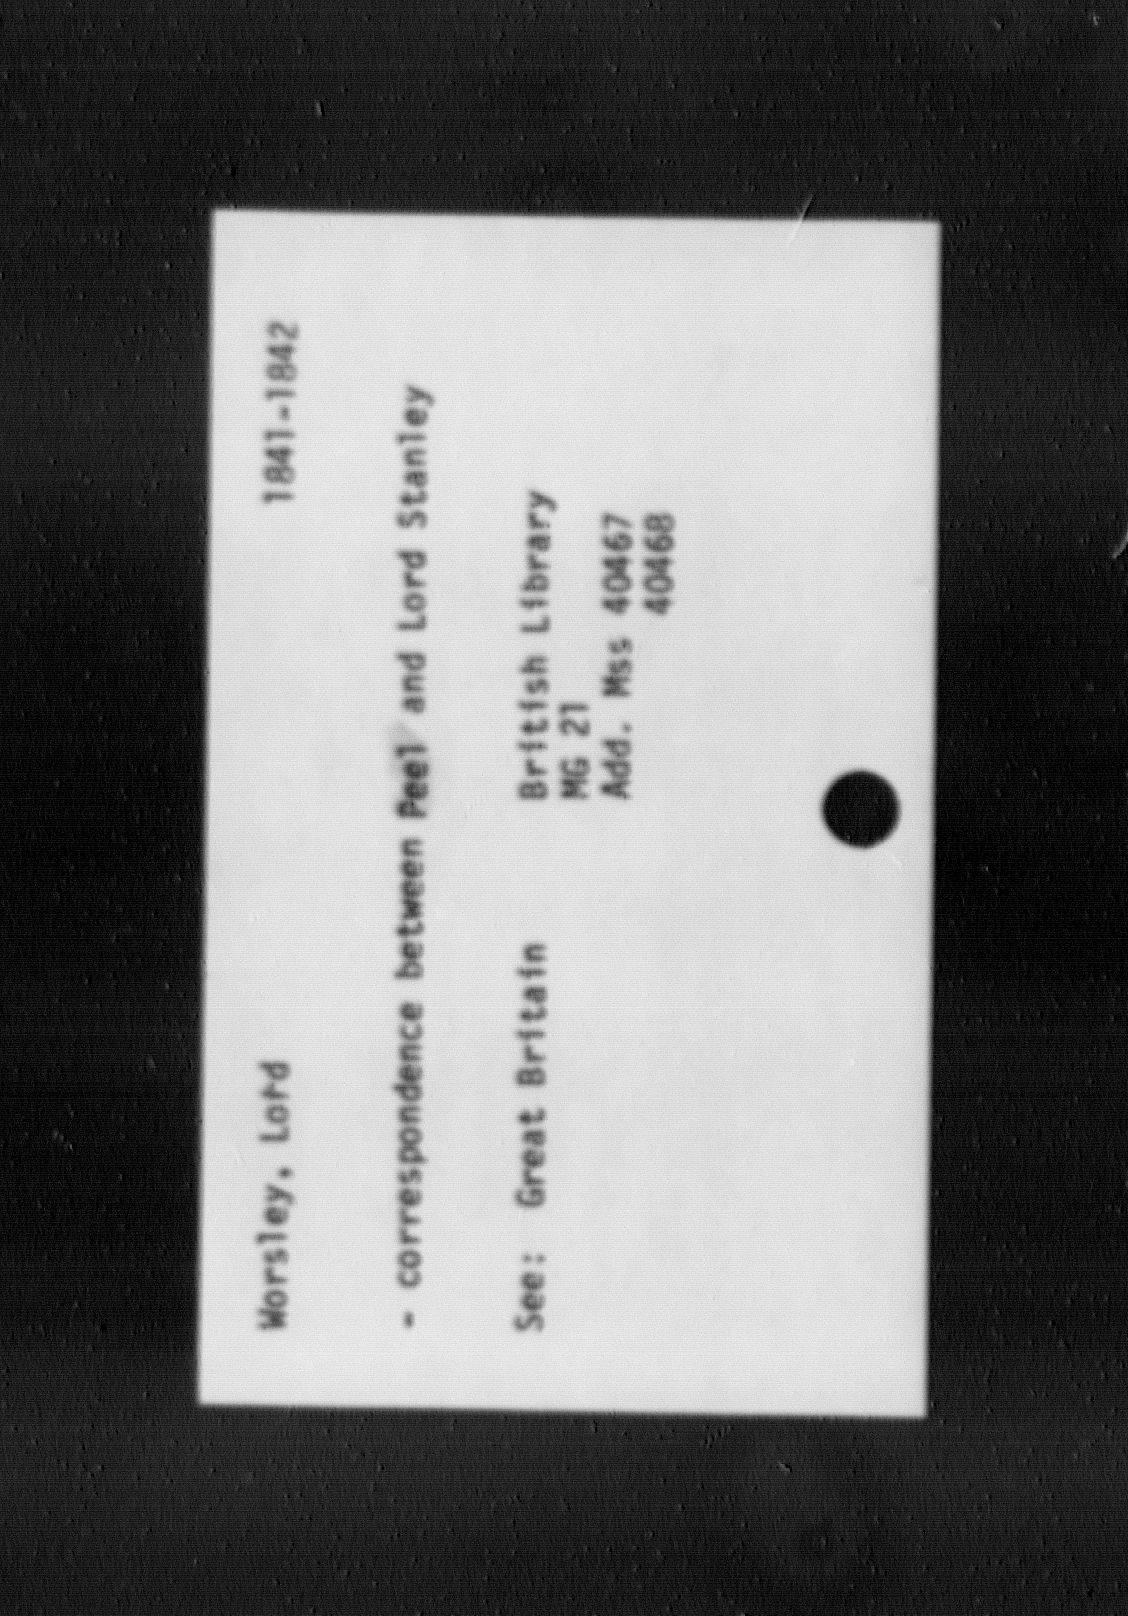 Worsley, Lord 1841-1842
- correspondence between Peel and Lord Stanley
See: Great Britain British Library
MG 21
Add. Mss 40467
40468